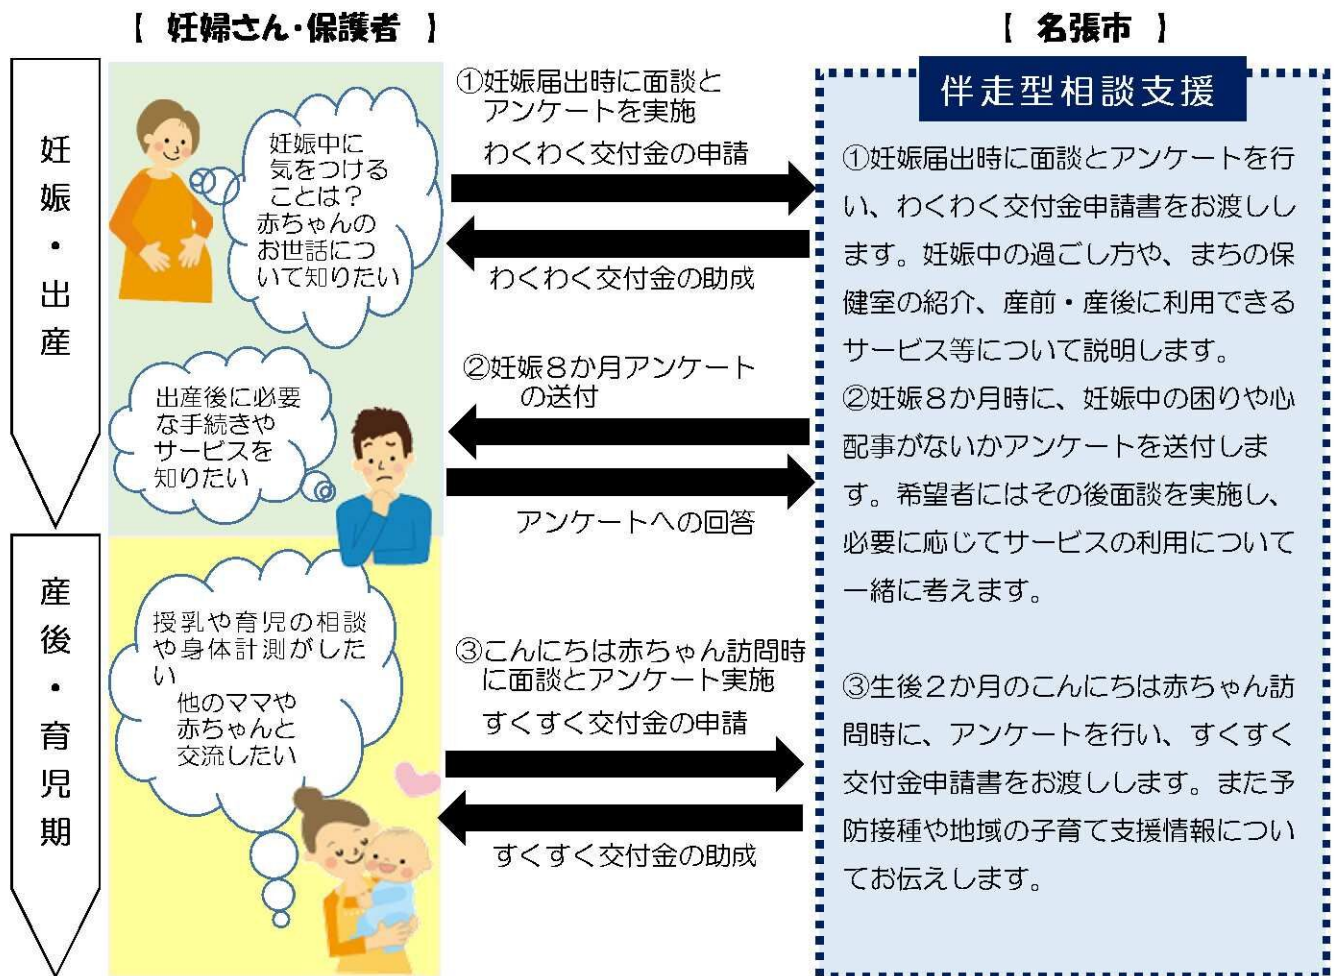 【 妊婦さん・保護者 】
【 名張市 】
妊娠・出産
妊娠中に
気をつける
ことは？
赤ちゃんの
お世話につ
いて知りたい
①妊娠届出時に面談と
アンケートを実施
わくわく交付金の申請
わくわく交付金の助成
出産後に必要
な手続きや
サービスを
知りたい
②妊娠８か月アンケート
の送付
アンケートへの回答
産後・育児期
授乳や育児の相談
や身体計測がした
い
他のママや
赤ちゃんと
交流したい
③こんにちは赤ちゃん訪問時
に面談とアンケート実施
すくすく交付金の申請
すくすく交付金の助成
伴走型相談支援
①妊娠届出時に面談とアンケートを行
い、わくわく交付金申請書をお渡しし
ます。妊娠中の過ごし方や、まちの保
健室の紹介、産前・産後に利用できる
サービス等について説明します。
②妊娠８か月時に、妊娠中の困りや心
配事がないかアンケートを送付しま
す。希望者にはその後面談を実施し、
必要に応じてサービスの利用について
一緒に考えます。
③生後２か月のこんにちは赤ちゃん訪
問時に、アンケートを行い、すくすく
交付金申請書をお渡しします。また予
防接種や地域の子育て支援情報につい
てお伝えします。